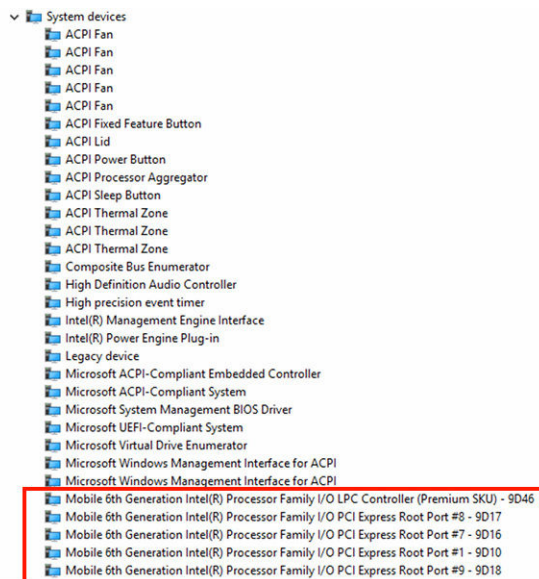 System devices
ACPI Fan
ACPI Fan
ACPI Fan
ACPI Fan
ACPI Fan
ACPI Fixed Feature Button
ACPI Lid
ACPI Power Button
ACPI Processor Aggregator
ACPI Sleep Button
ACPI Thermal Zone
ACPI Thermal Zone
ACPI Thermal Zone
Composite Bus Enumerator
High Definition Audio Controller
High precision event timer
Intel(R) Management Engine Interface
Intel(R) Power Engine Plug-in
Legacy device
Microsoft ACPI-Compliant Embedded Controller
Microsoft ACPI-Compliant System
Microsoft System Management BIOS Driver
Microsoft UEFI-Compliant System
Microsoft Virtual Drive Enumerator
Microsoft Windows Management Interface for ACPI
Microsoft Windows Management Interface for ACPI
Mobile 6th Generation Intel(R) Processor Family I/O LPC Controller (Premium SKU) - 9D46
Mobile 6th Generation Intel(R) Processor Family I/O PCI Express Root Port #8 - 9D17
Mobile 6th Generation Intel(R) Processor Family I/O PCI Express Root Port #7 - 9D16
Mobile 6th Generation Intel(R) Processor Family I/O PCI Express Root Port #1 - 9D10
Mobile 6th Generation Intel(R) Processor Family I/O PCI Express Root Port #9 - 9D18